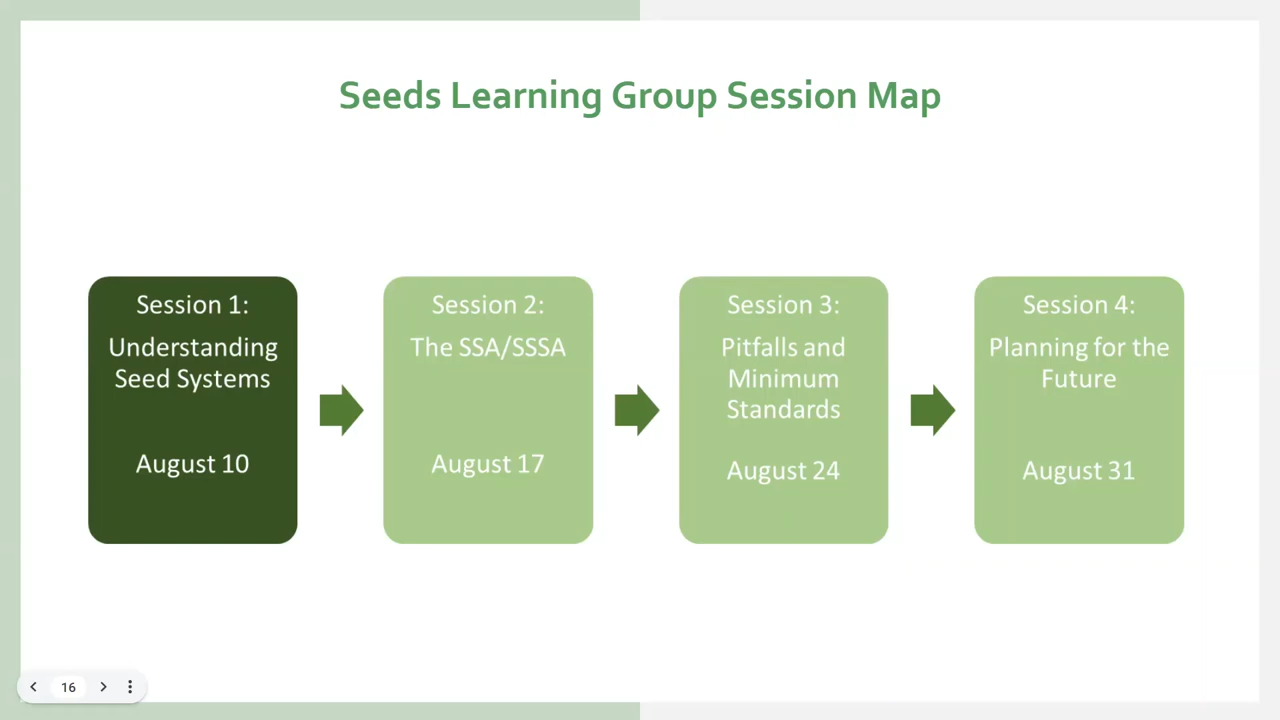 Seeds Learning Group Session Map
Session 1:
Understanding
Seed Systems
August 10
Session 2:
The SSA/SSSA
August 17
Session 3:
Pitfalls and
Minimum
Standards
August 24
Session 4:
Planning for the
Future
August 31
16